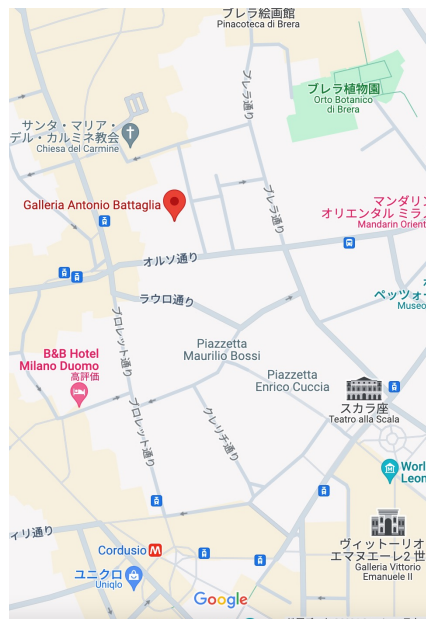 ブレラ絵画館
Pinacoteca di Brera
ブレラ通り
ブレラ植物園
Orto Botanico
di Brera
サンタ・マリア・
デル・カルミネ教会
Chiesa del Carmine
Galleria Antonio Battaglia
ブレラ通り
マンダリン
オリエンタル ミラノ
Mandarin Orient
オルソ通り
ラウロ通り
ペッツォー
Museo
ブロレット通り
Piazzetta
Maurilio Bossi
B&B Hotel
Milano Duomo
高評価
Piazzetta
Enrico Cuccia
スカラ座
Teatro alla Scala
ブロレット通り
クレリチ通り
World
Leon
ィリ通り
Cordusio M
ヴィットーリオ
エマヌエーレ2 世
Galleria Vittorio
Emanuele II
ユニクロ
Uniqlo
Google